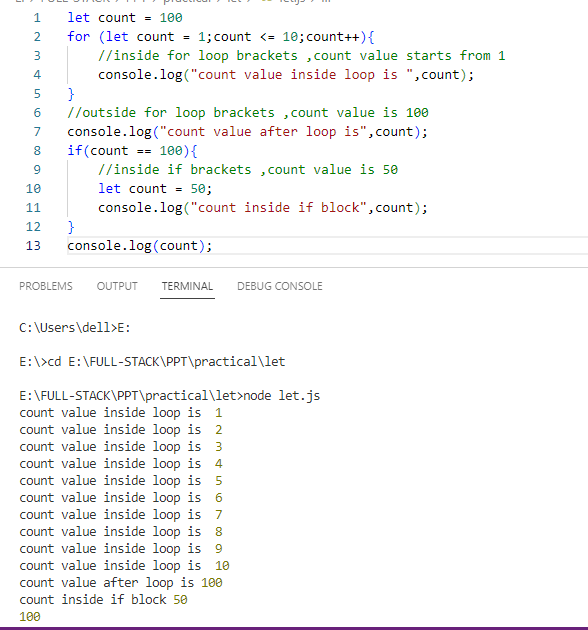 1 let count = 100
2 for (let count = 1;count <= 10;count++){
3 //inside for loop brackets ,count value starts from 1
4 console.log("count value inside loop is ",count);
5 }
6 //outside for loop brackets ,count value is 100
7 console.log("count value after loop is",count);
8 if(count == 100){
9 //inside if brackets ,count value is 50
10 let count = 50;
11 console.log("count inside if block",count);
12 }
13 console.log(count);
PROBLEMS OUTPUT TERMINAL DEBUG CONSOLE
C:\Users\dell>E:
E:\>cd E:\FULL-STACK\PPT\practical\let
E:\FULL-STACK\PPT\practical\let>node let.js
count value inside loop is  1
count value inside loop is  2
count value inside loop is  3
count value inside loop is  4
count value inside loop is  5
count value inside loop is  6
count value inside loop is  7
count value inside loop is  8
count value inside loop is  9
count value inside loop is  10
count value after loop is 100
count inside if block 50
100